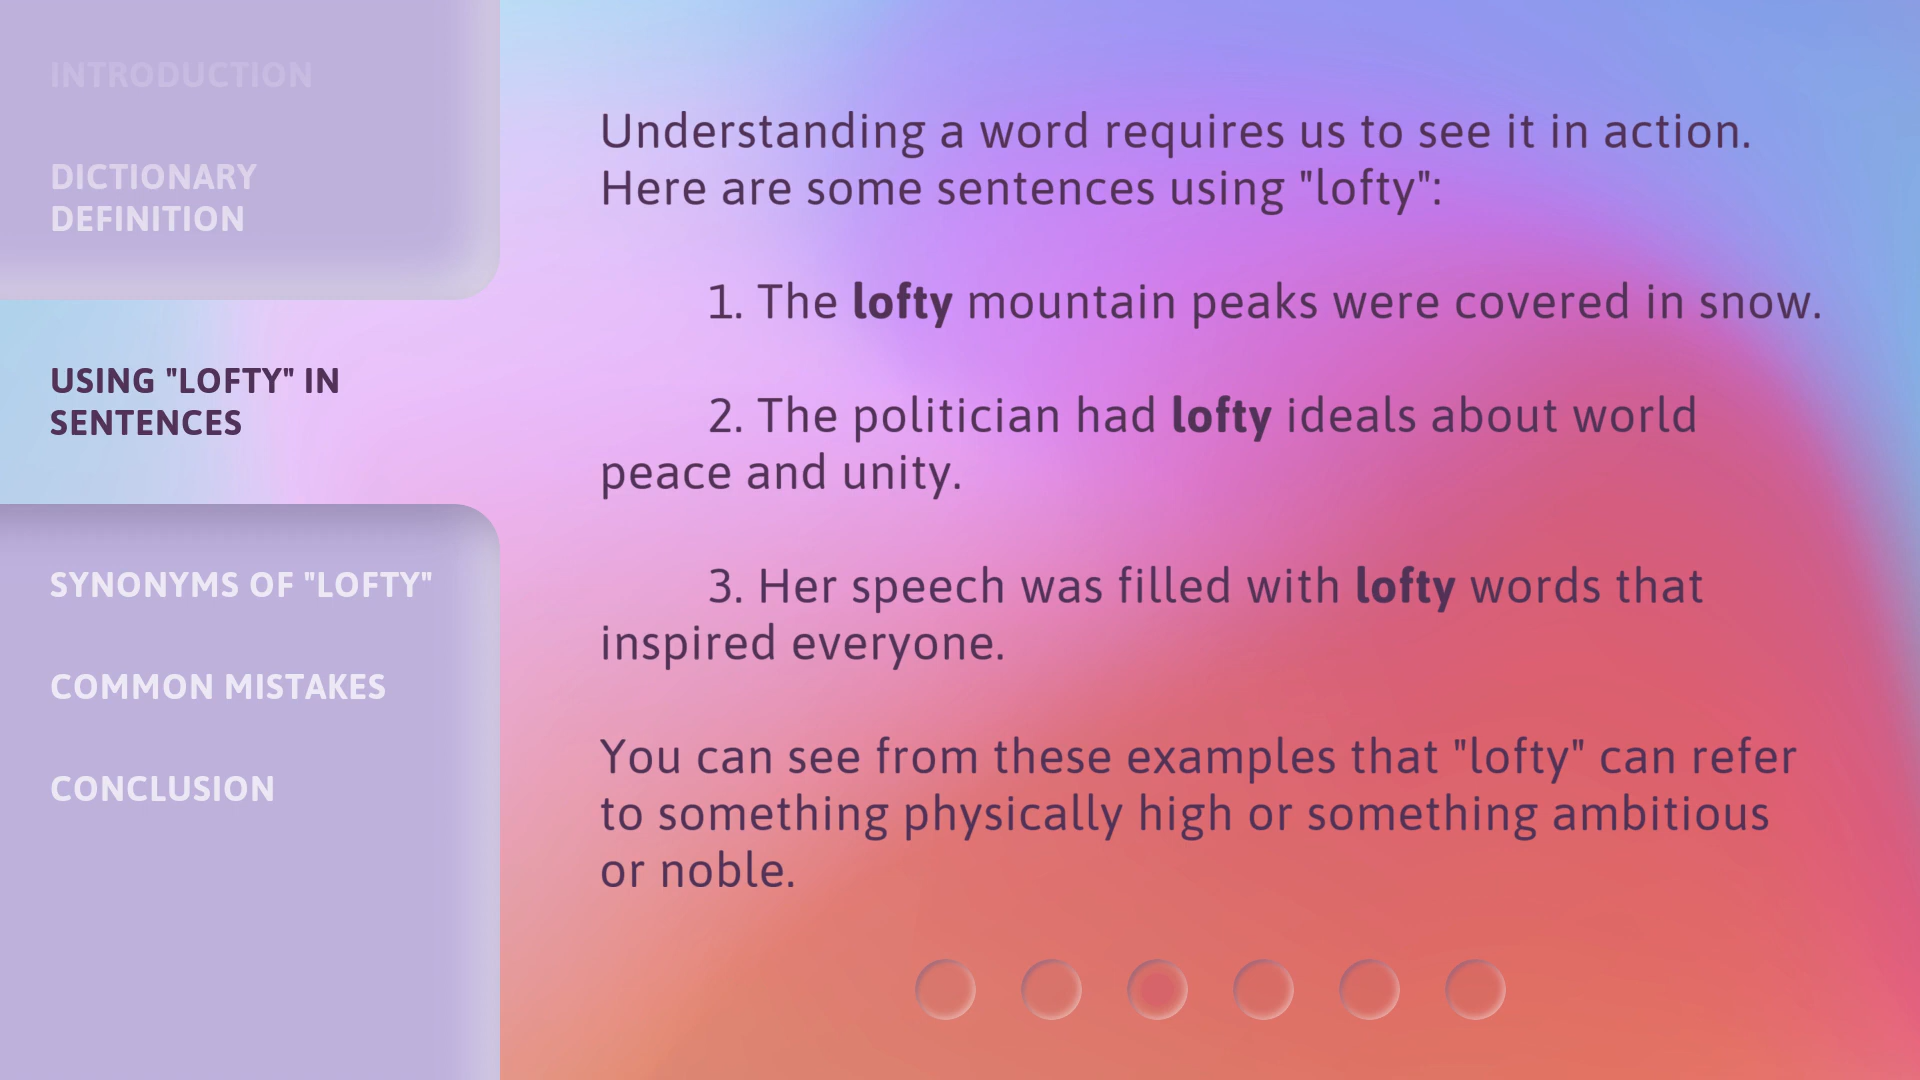 INTRODUCTION
DICTIONARY
DEFINITION
USING "LOFTY" IN
SENTENCES
SYNONYMS OF "LOFTY"
COMMON MISTAKES
CONCLUSION
Understanding a word requires us to see it in action.
Here are some sentences using "lofty":
1. The lofty mountain peaks were covered in snow.
2. The politician had lofty ideals about world
peace and unity.
3. Her speech was filled with lofty words that
inspired everyone.
You can see from these examples that "lofty" can refer
to something physically high or something ambitious
or noble.